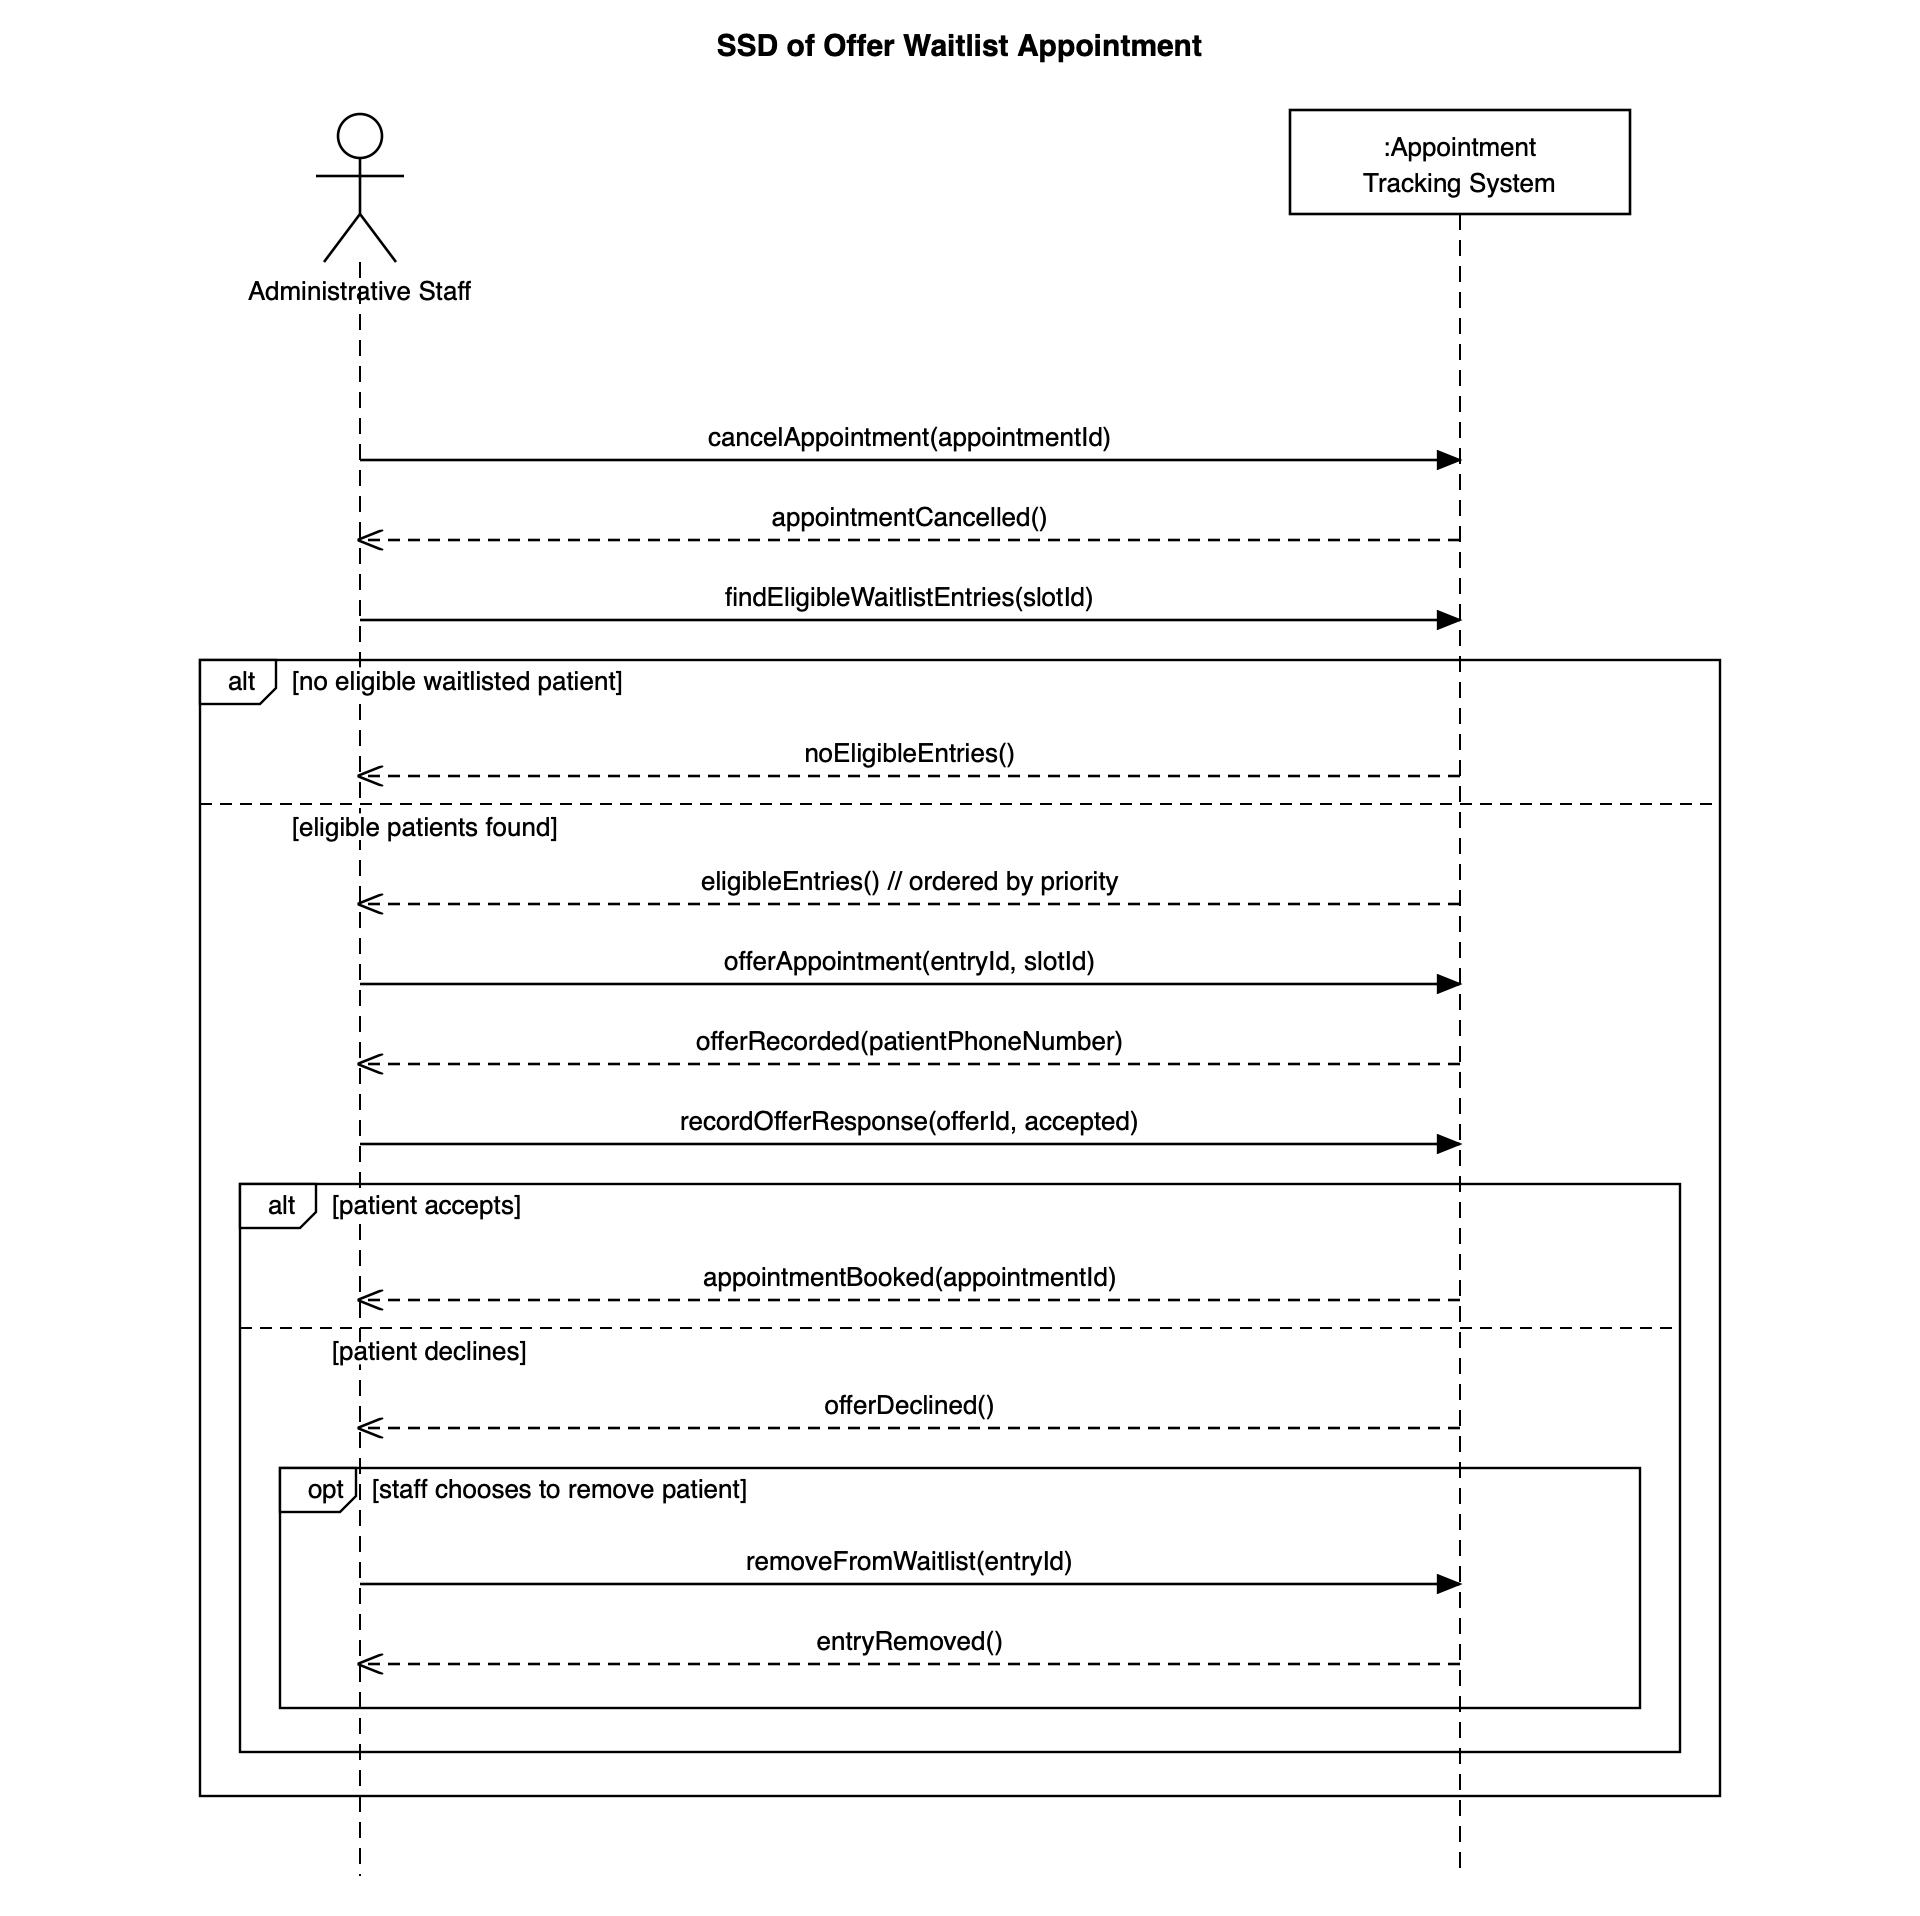 SSD of Offer Waitlist Appointment
:Appointment
Tracking System
Administrative Staff
cancelAppointment(appointmentId)
appointmentCancelled()
findEligibleWaitlistEntries(slotId)
alt [no eligible waitlisted patient]
noEligibleEntries()
[eligible patients found]
eligibleEntries() // ordered by priority
offerAppointment(entryId, slotId)
offerRecorded(patientPhoneNumber)
recordOfferResponse(offerId, accepted)
alt [patient accepts]
appointmentBooked(appointmentId)
[patient declines]
offerDeclined()
opt [staff chooses to remove patient]
removeFromWaitlist(entryId)
entryRemoved()